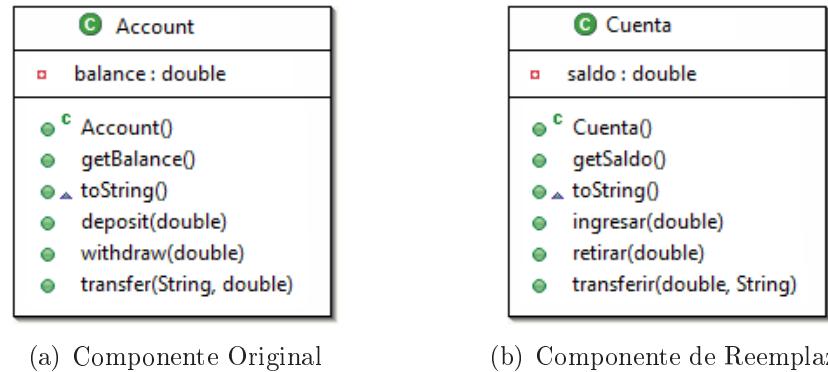 C Account
balance : double
C Account()
getBalance()
toString()
deposit(double)
withdraw(double)
transfer(String, double)
(a) Componente Original
C Cuenta
saldo : double
C Cuenta()
getSaldo()
toString()
ingresar(double)
retirar(double)
transferir(double, String)
(b) Componente de Reemplaz